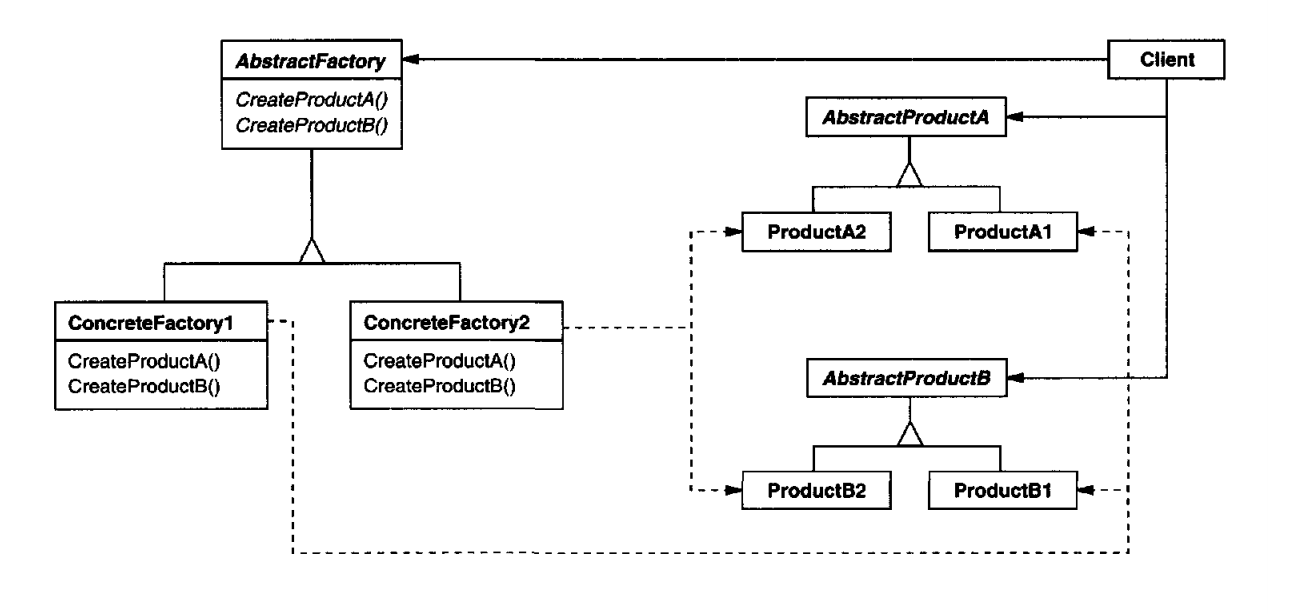 AbstractFactory
CreateProductA()
CreateProductB()
Client
AbstractProductA
ProductA2
ProductA1
ConcreteFactory1
CreateProductA()
CreateProductB()
ConcreteFactory2
CreateProductA()
CreateProductB()
AbstractProductB
ProductB2
ProductB1